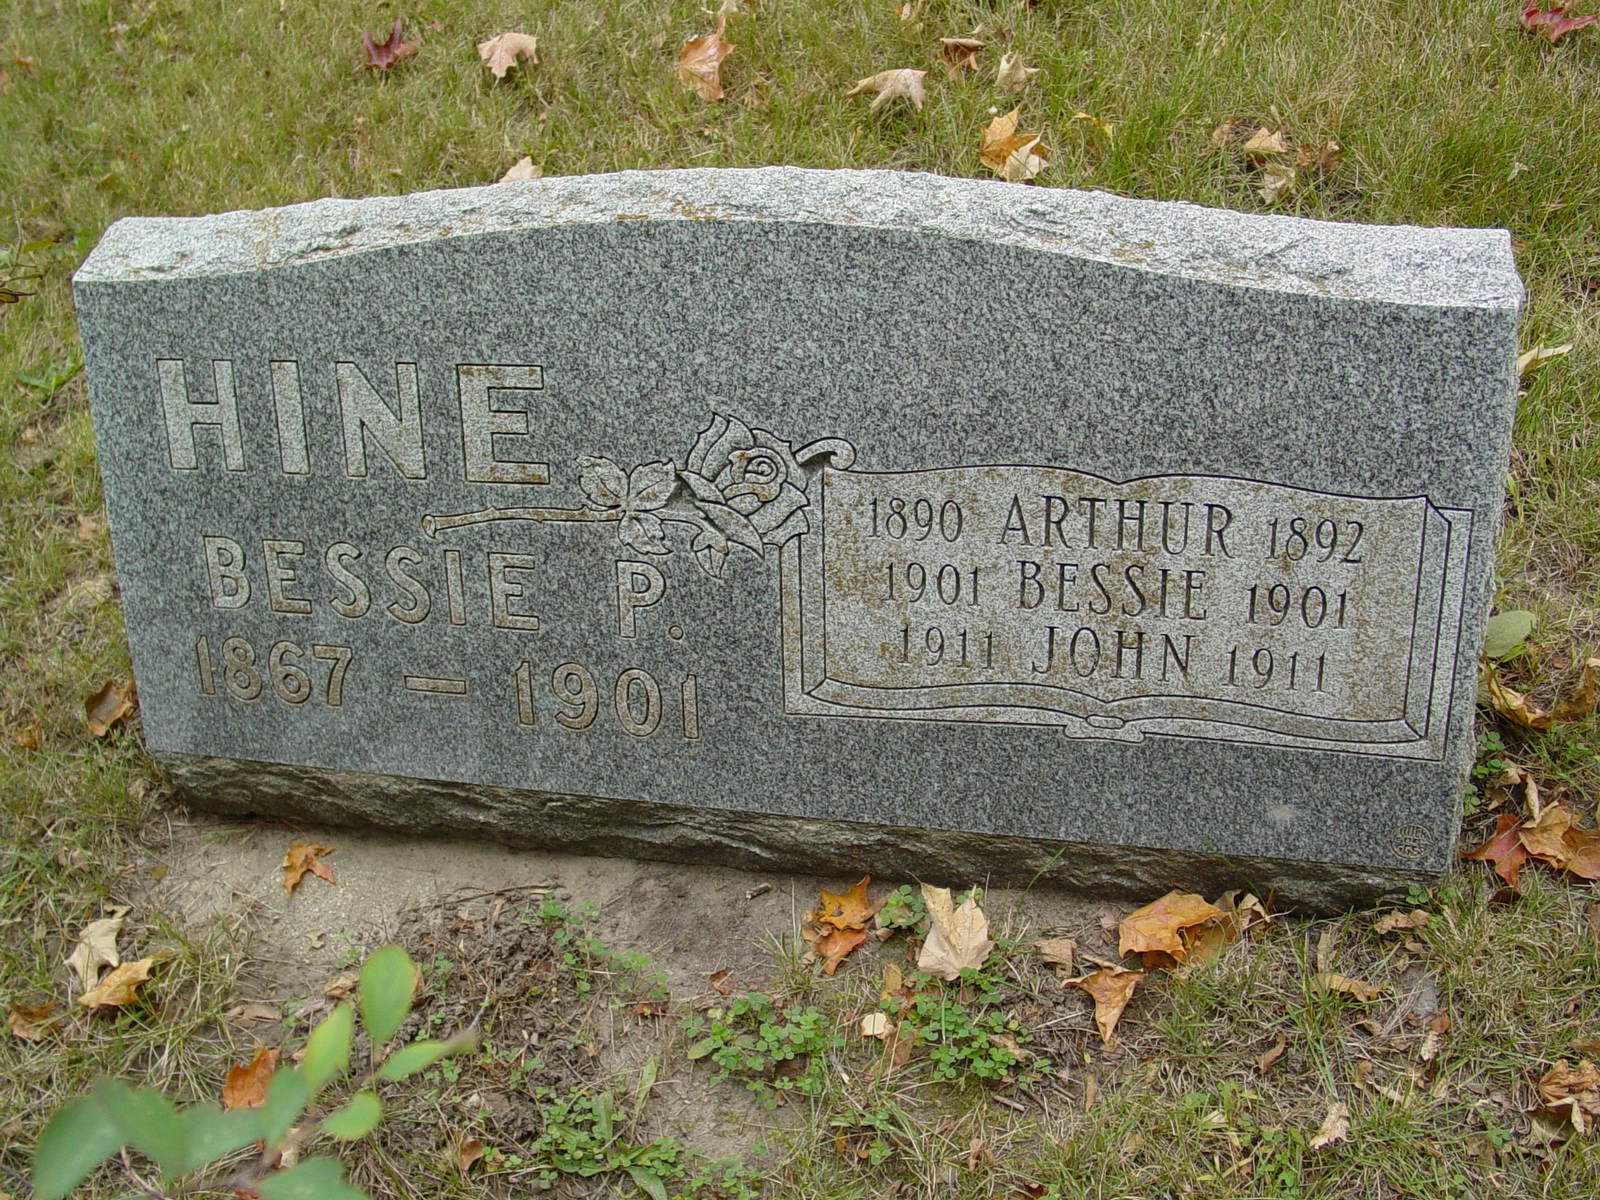 HINE
BESSIE P.
1867 — 1901
1890 ARTHUR 1892
1901 BESSIE 1901
1911 JOHN 1911